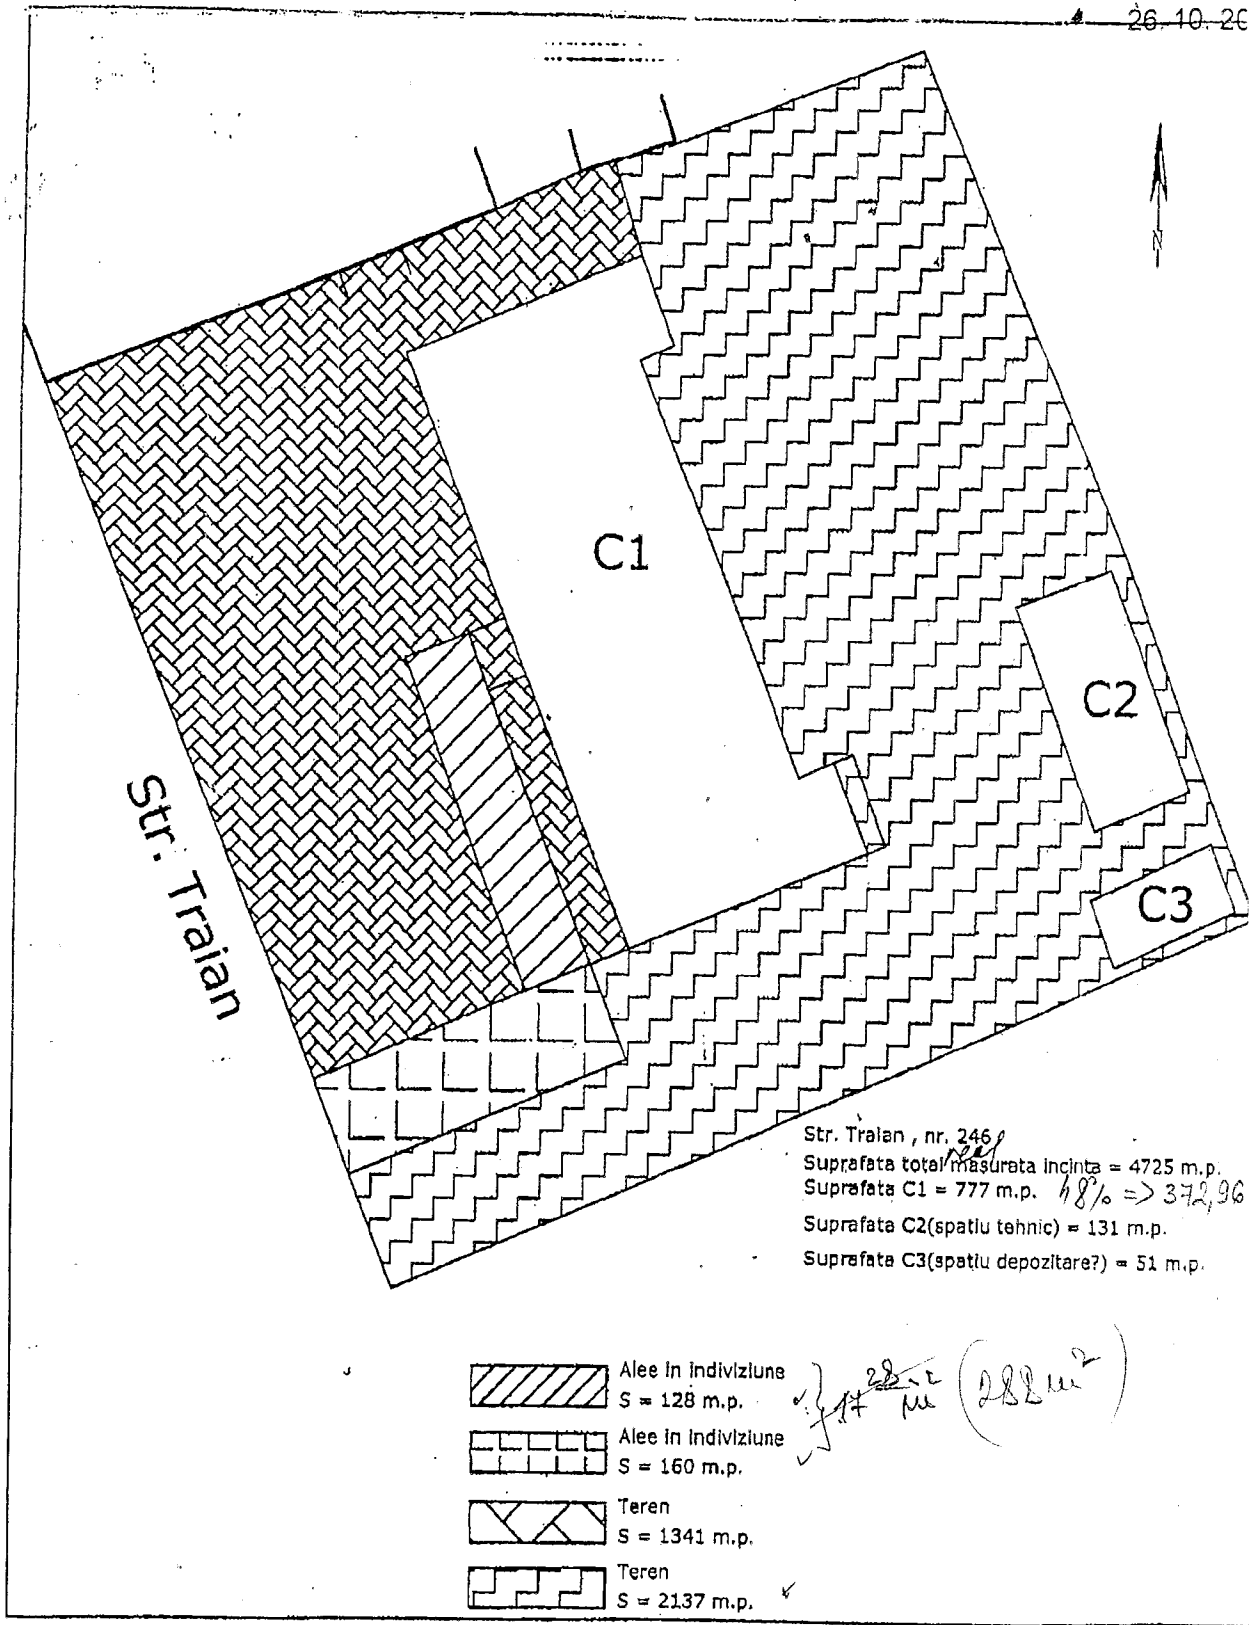 26.10.20
N
C1
C2
C3
Str. Traian
Str. Traian, nr. 246
Suprafata total masurata incinta = 4725 m.p.
Suprafata C1 = 777 m.p. 48% => 372,96
Suprafata C2(spatiu tehnic) = 131 m.p.
Suprafata C3(spatiu depozitare?) = 51 m.p.
Alee in indiviziune
S = 128 m.p.
(288 m²)
Alee in indiviziune
S = 160 m.p.
Teren
S = 1341 m.p.
Teren
S = 2137 m.p.